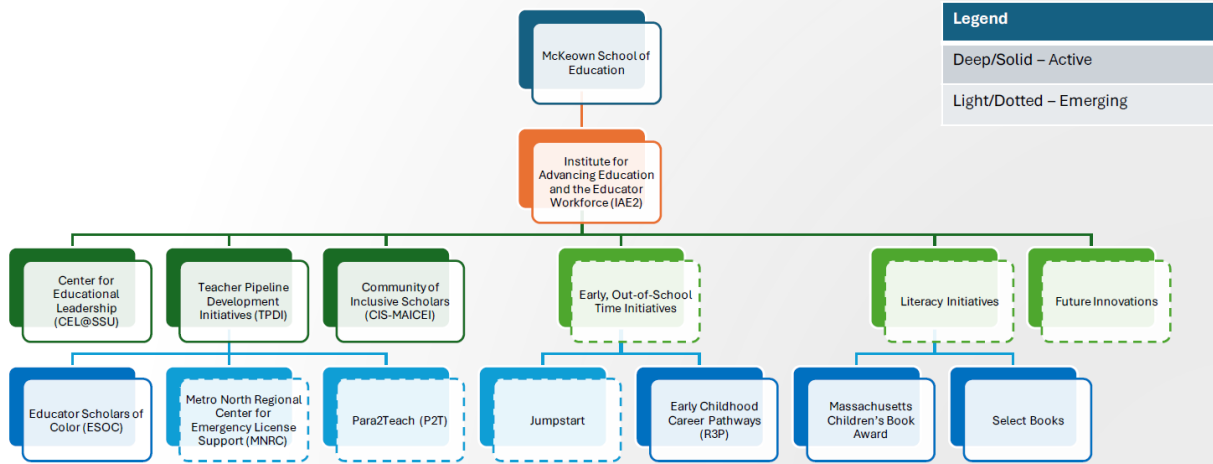 McKeown School of
Education
Legend
Deep/Solid – Active
Light/Dotted – Emerging
Institute for
Advancing Education
and the Educator
Workforce (IAE2)
Center for
Educational
Leadership
(CEL@SSU)
Teacher Pipeline
Development
Initiatives (TPDI)
Community of
Inclusive Scholars
(CIS-MAICEI)
Early, Out-of-School
Time Initiatives
Literacy Initiatives
Future Innovations
Educator Scholars of
Color (ESOC)
Metro North Regional
Center for
Emergency License
Support (MNRC)
Para2Teach (P2T)
Jumpstart
Early Childhood
Career Pathways
(R3P)
Massachusetts
Children's Book
Award
Select Books